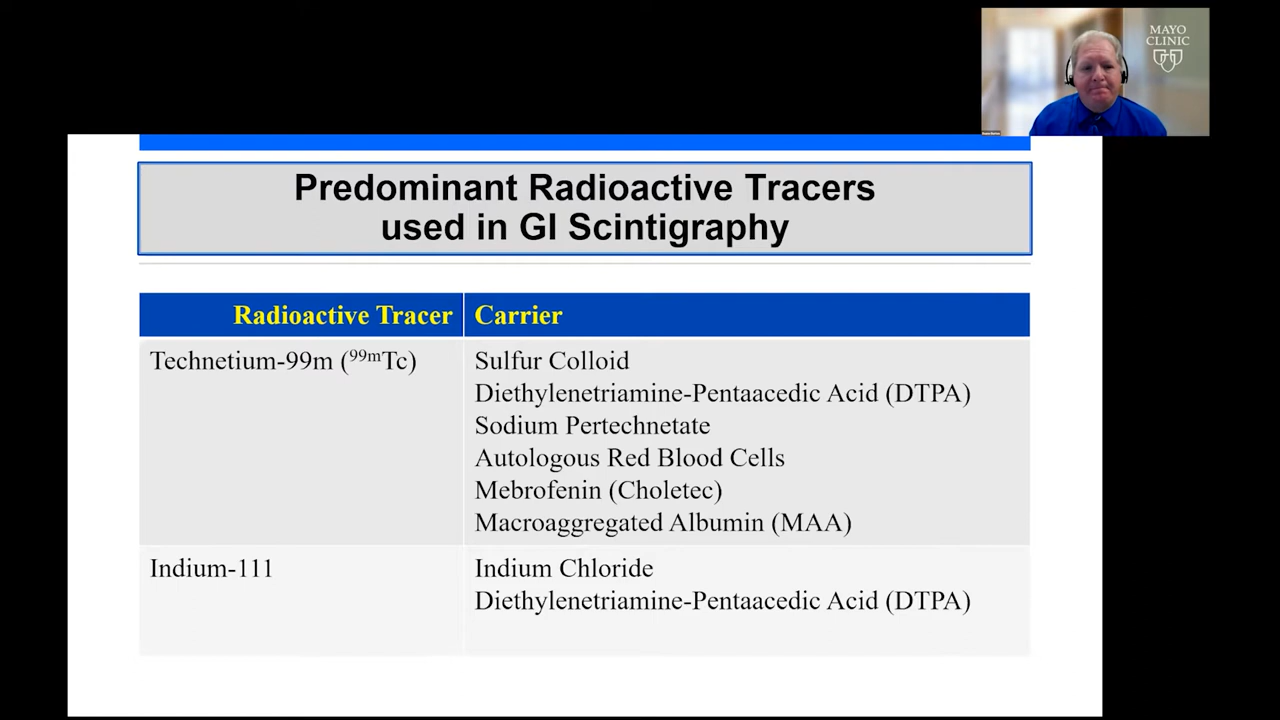 MAYO
CLINIC
Predominant Radioactive Tracers
used in GI Scintigraphy
Radioactive Tracer
Carrier
Technetium-99m (⁹⁹ᵐTc)
Sulfur Colloid
Diethylenetriamine-Pentaacedic Acid (DTPA)
Sodium Pertechnetate
Autologous Red Blood Cells
Mebrofenin (Choletec)
Macroaggregated Albumin (MAA)
Indium-111
Indium Chloride
Diethylenetriamine-Pentaacedic Acid (DTPA)